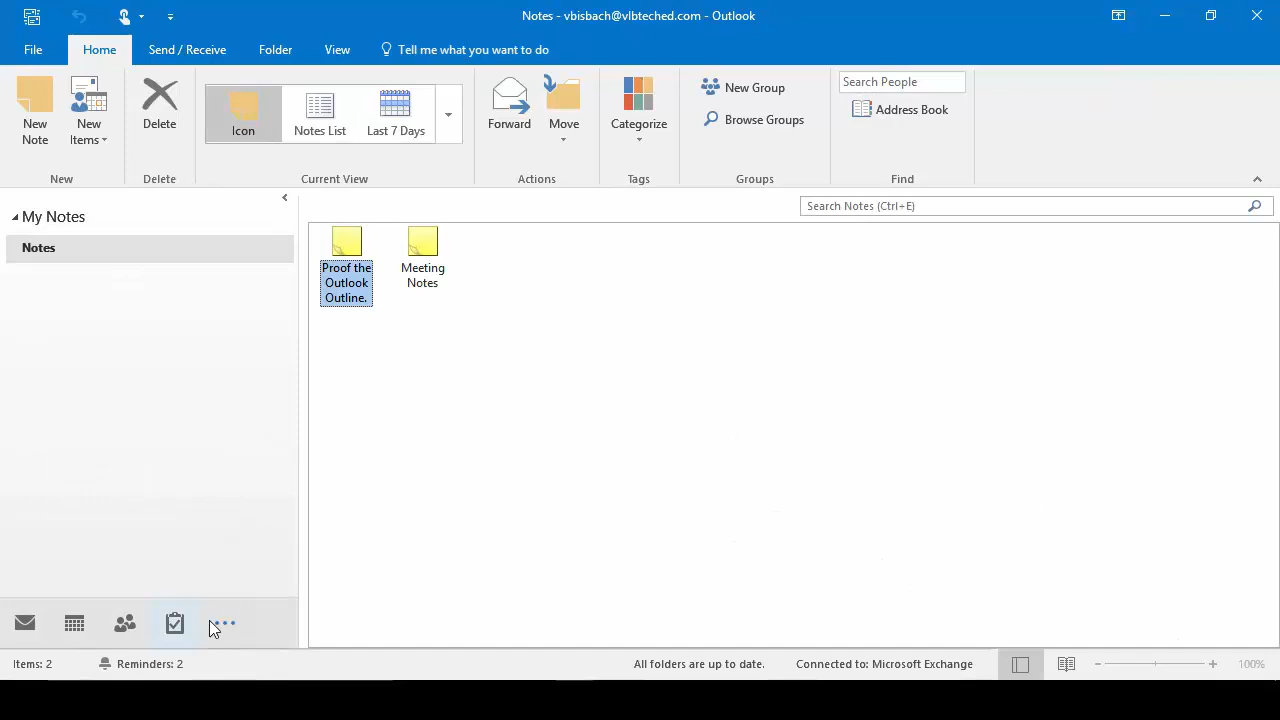 Notes - vbisbach@vlbteched.com - Outlook
File
Home
Send / Receive
Folder
View
Tell me what you want to do
New
Note
New
Items
Delete
Icon
Notes List
Last 7 Days
Forward
Move
Categorize
New Group
Browse Groups
Search People
Address Book
New
Delete
Current View
Actions
Tags
Groups
Find
My Notes
Notes
Search Notes (Ctrl+E)
Proof the
Outlook
Outline.
Meeting
Notes
Items: 2
Reminders: 2
All folders are up to date.
Connected to: Microsoft Exchange
100%